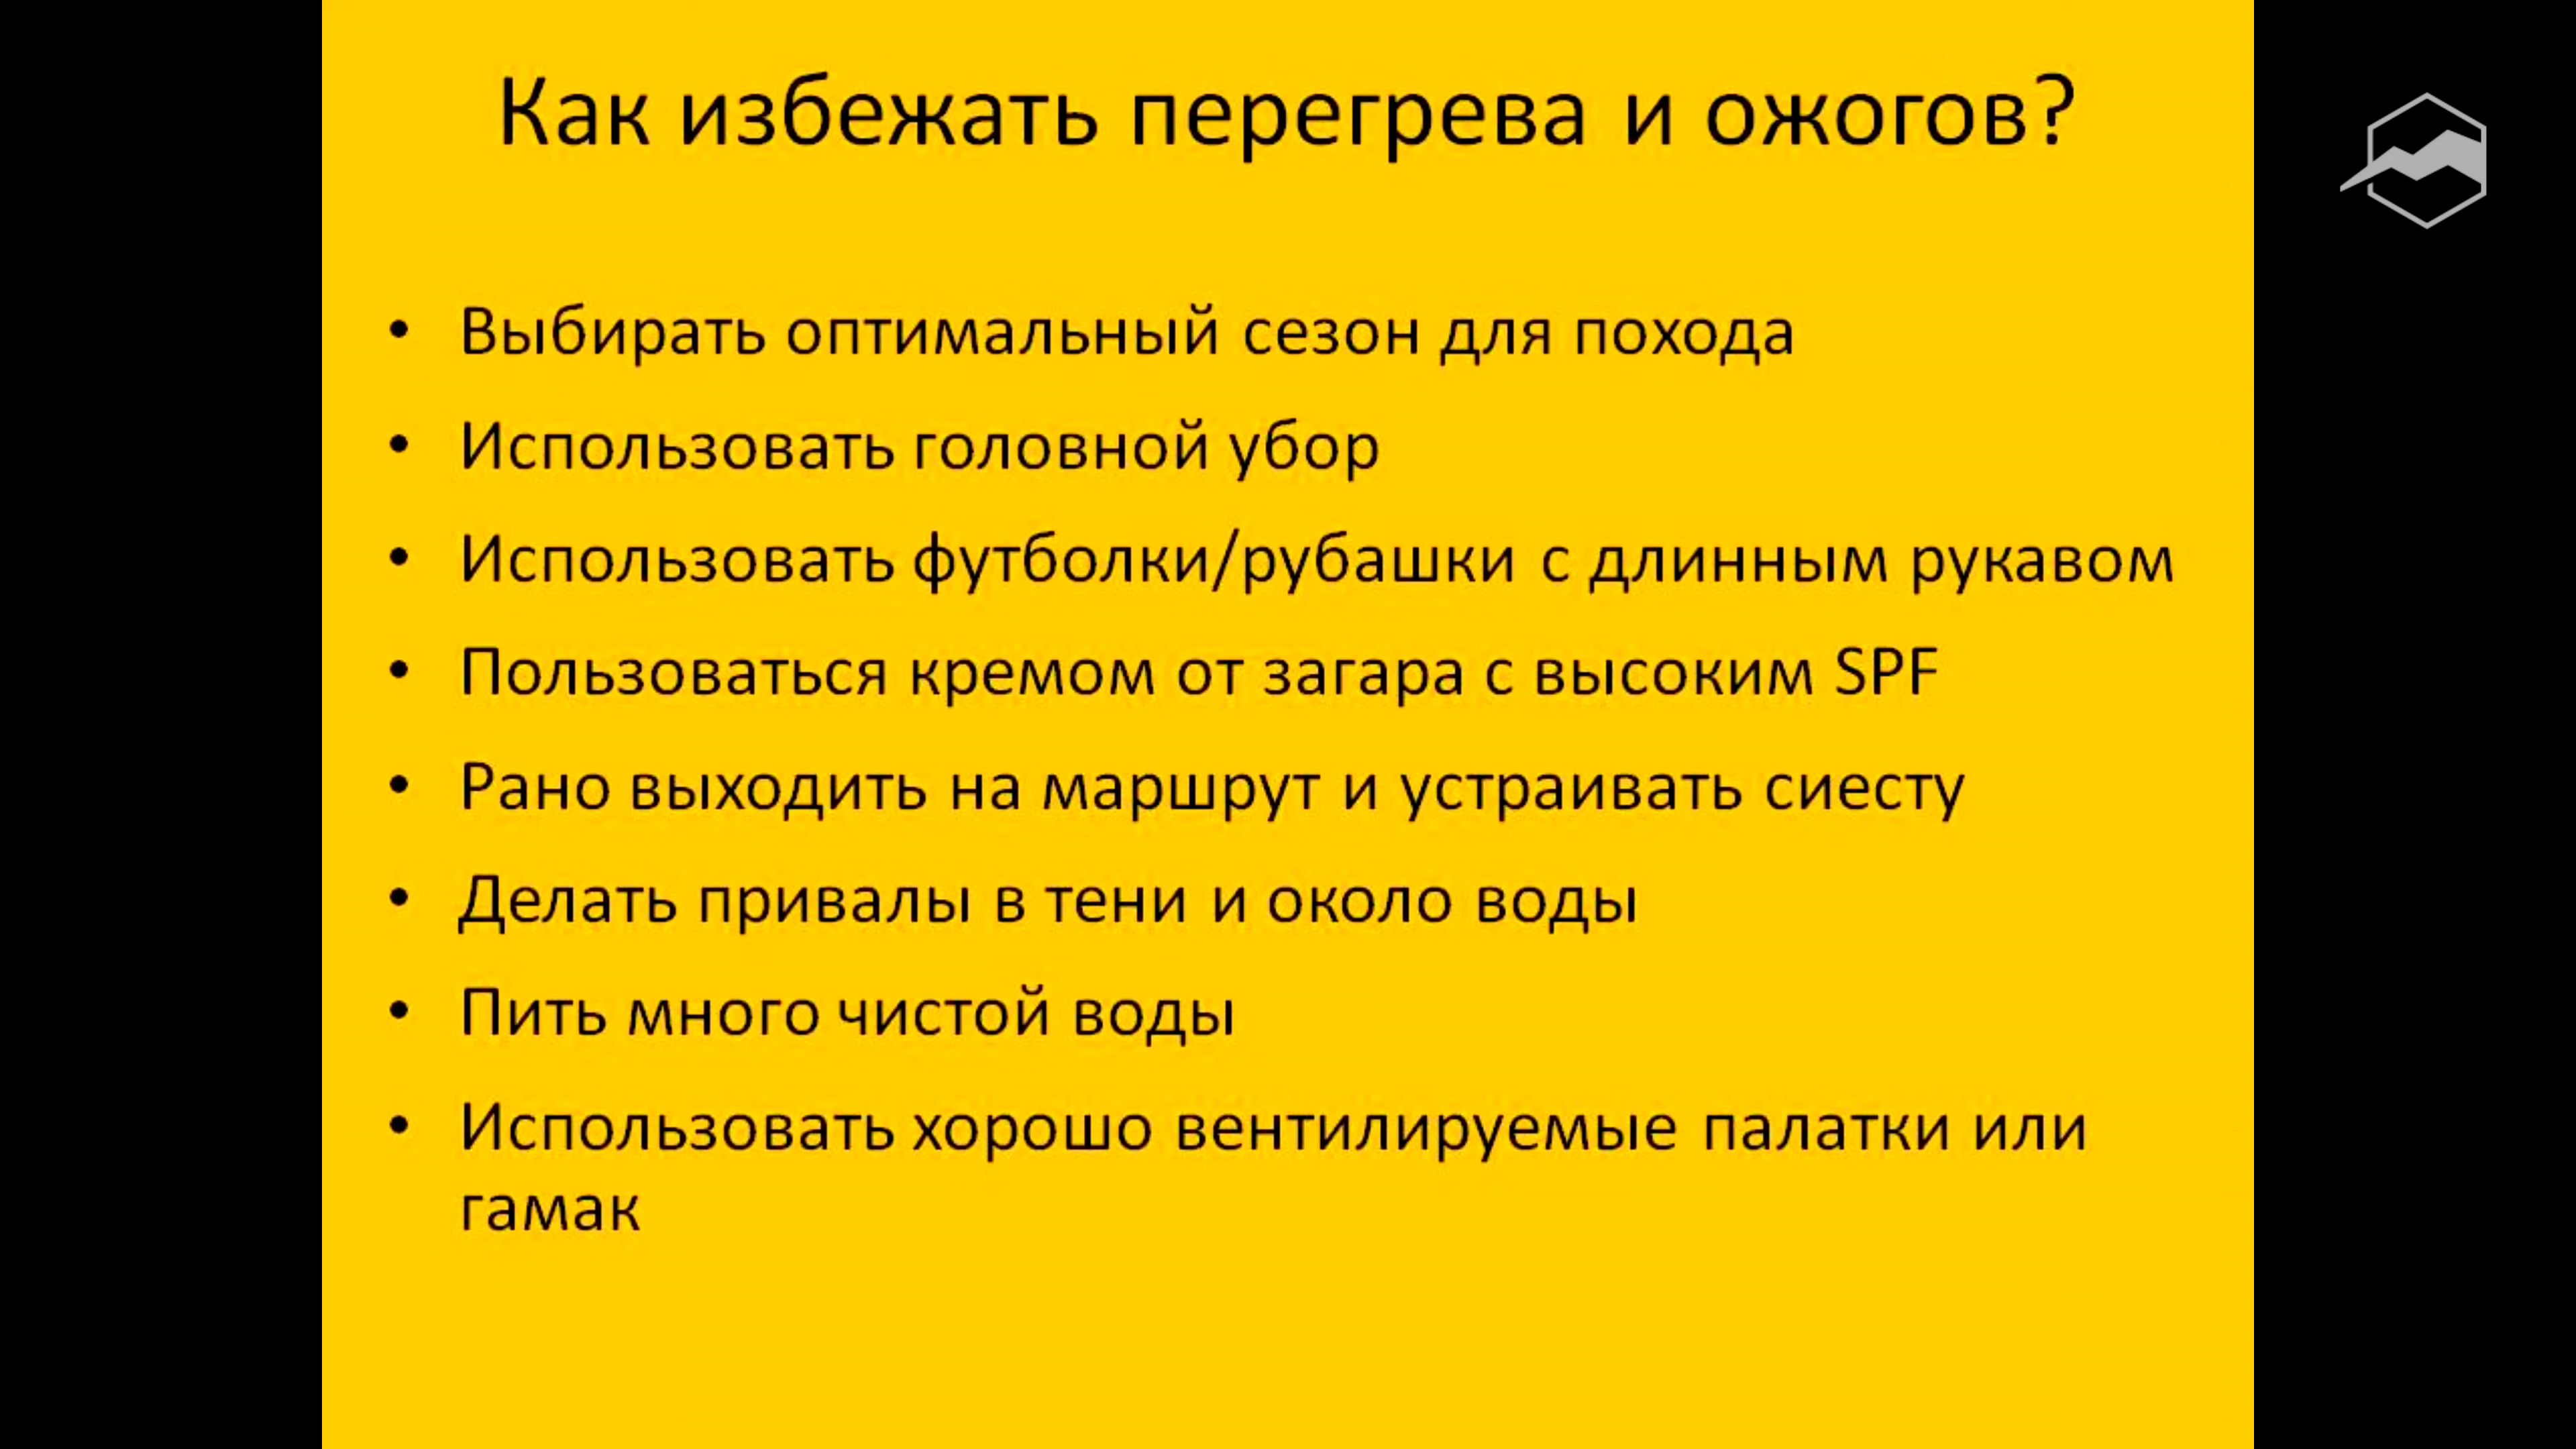 Как избежать перегрева и ожогов?
• Выбирать оптимальный сезон для похода
• Использовать головной убор
• Использовать футболки/рубашки с длинным рукавом
• Пользоваться кремом от загара с высоким SPF
• Рано выходить на маршрут и устраивать сиесту
• Делать привалы в тени и около воды
• Пить много чистой воды
• Использовать хорошо вентилируемые палатки или
гамак